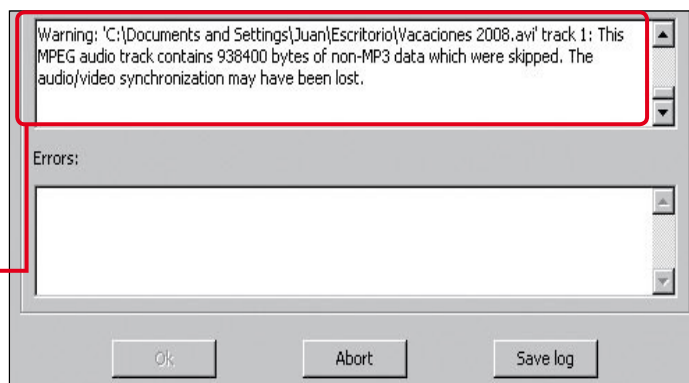 Warning: 'C:\Documents and Settings\Juan\Escritorio\Vacaciones 2008.avi' track 1: This
MPEG audio track contains 938400 bytes of non-MP3 data which were skipped. The
audio/video synchronization may have been lost.
Errors:
Ok
Abort
Save log